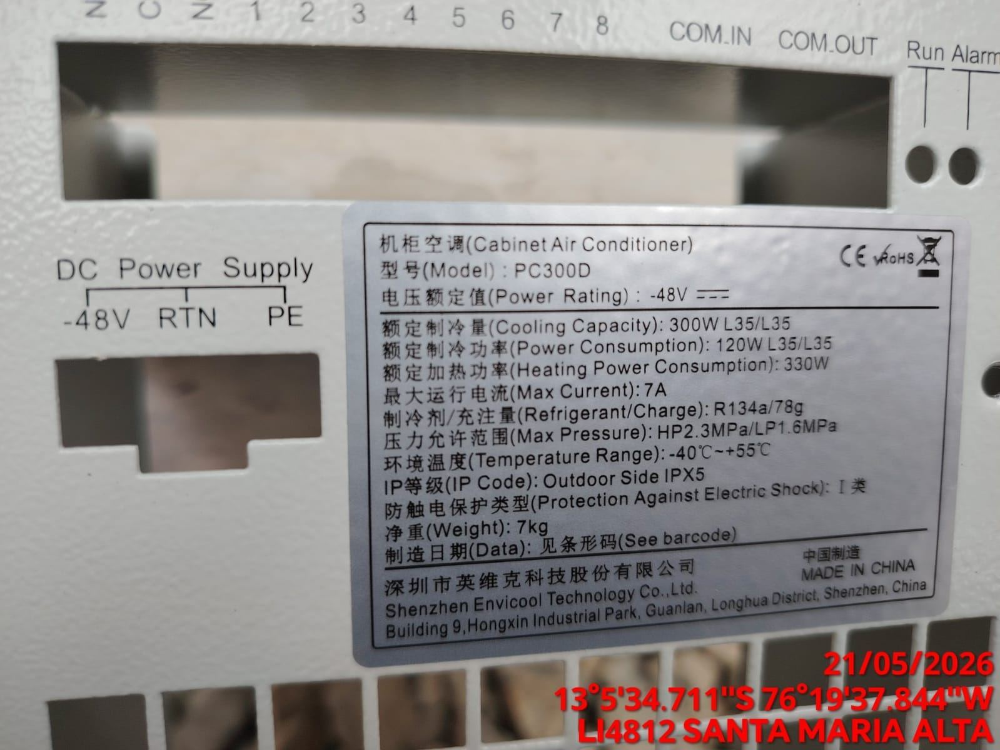 1 2 3 4 5 6 7 8 COM.IN COM.OUT Run Alarm
DC Power Supply
-48V RTN PE
机柜空调(Cabinet Air Conditioner)
型号(Model) : PC300D
电压额定值(Power Rating) : -48V
CE RoHS
额定制冷量(Cooling Capacity): 300W L35/L35
额定制冷功率(Power Consumption): 120W L35/L35
额定加热功率(Heating Power Consumption): 330W
最大运行电流(Max Current): 7A
制冷剂/充注量(Refrigerant/Charge): R134a/78g
压力允许范围(Max Pressure): HP2.3MPa/LP1.6MPa
环境温度(Temperature Range): -40℃~+55℃
IP等级(IP Code): Outdoor Side IPX5
防触电保护类型(Protection Against Electric Shock): I 类
净重(Weight): 7kg
制造日期(Data): 见条形码(See barcode)
深圳市英维克科技股份有限公司
中国制造
MADE IN CHINA
Shenzhen Envicool Technology Co.,Ltd.
Building 9,Hongxin Industrial Park, Guanlan, Longhua District, Shenzhen, China
21/05/2026
13°5'34.711"S 76°19'37.844"W
LI4812 SANTA MARIA ALTA